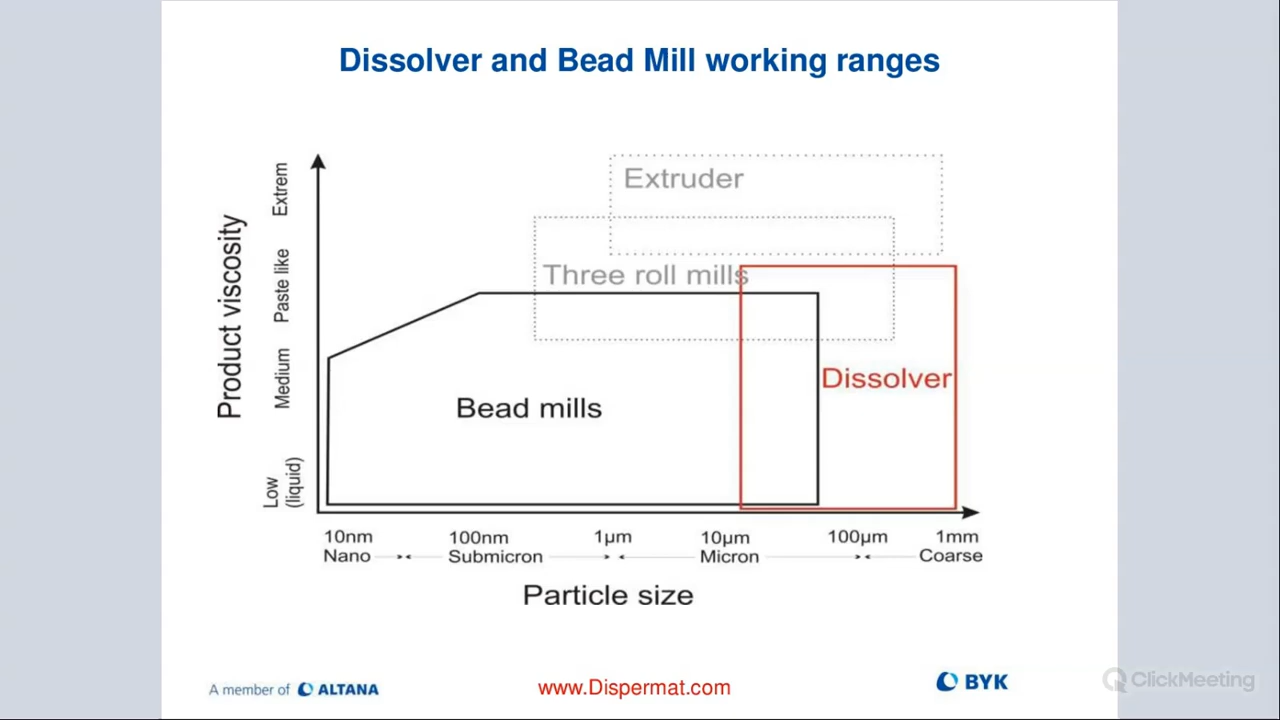 Dissolver and Bead Mill working ranges
Product viscosity
Extrem
Paste like
Medium
Low
(liquid)
Extruder
Three roll mills
Dissolver
Bead mills
10nm 100nm 1µm 10µm 100µm 1mm
Nano Submicron Micron Coarse
Particle size
A member of ALTANA
www.Dispermat.com
BYK
ClickMeeting